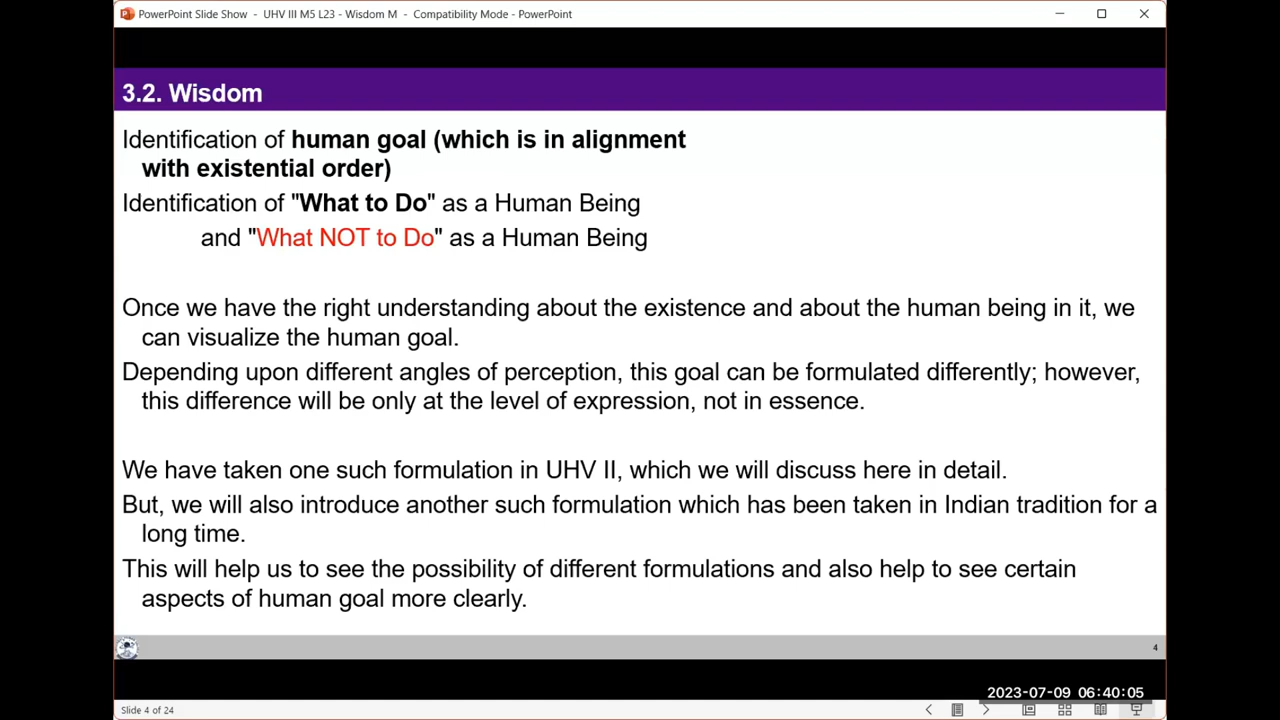 PowerPoint Slide Show - UHV III M5 L23 - Wisdom M - Compatibility Mode - PowerPoint
3.2. Wisdom
Identification of human goal (which is in alignment
with existential order)
Identification of "What to Do" as a Human Being
and "What NOT to Do" as a Human Being
Once we have the right understanding about the existence and about the human being in it, we
can visualize the human goal.
Depending upon different angles of perception, this goal can be formulated differently; however,
this difference will be only at the level of expression, not in essence.
We have taken one such formulation in UHV II, which we will discuss here in detail.
But, we will also introduce another such formulation which has been taken in Indian tradition for a
long time.
This will help us to see the possibility of different formulations and also help to see certain
aspects of human goal more clearly.
4
2023-07-09 06:40:05
Slide 4 of 24